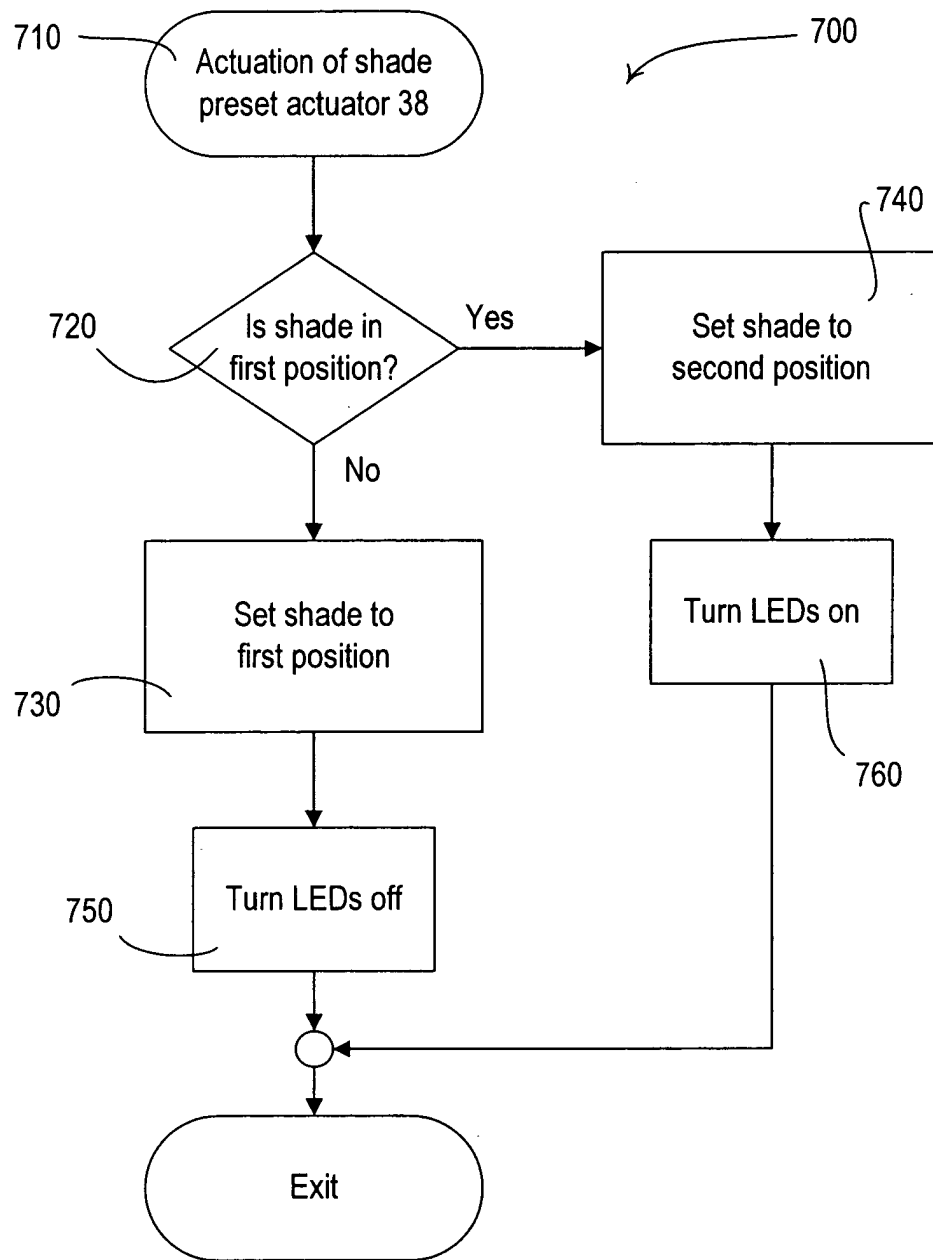 710
Actuation of shade
preset actuator 38
700
740
720
Is shade in
first position?
Yes
Set shade to
second position
No
Set shade to
first position
730
Turn LEDs on
760
Turn LEDs off
750
Exit